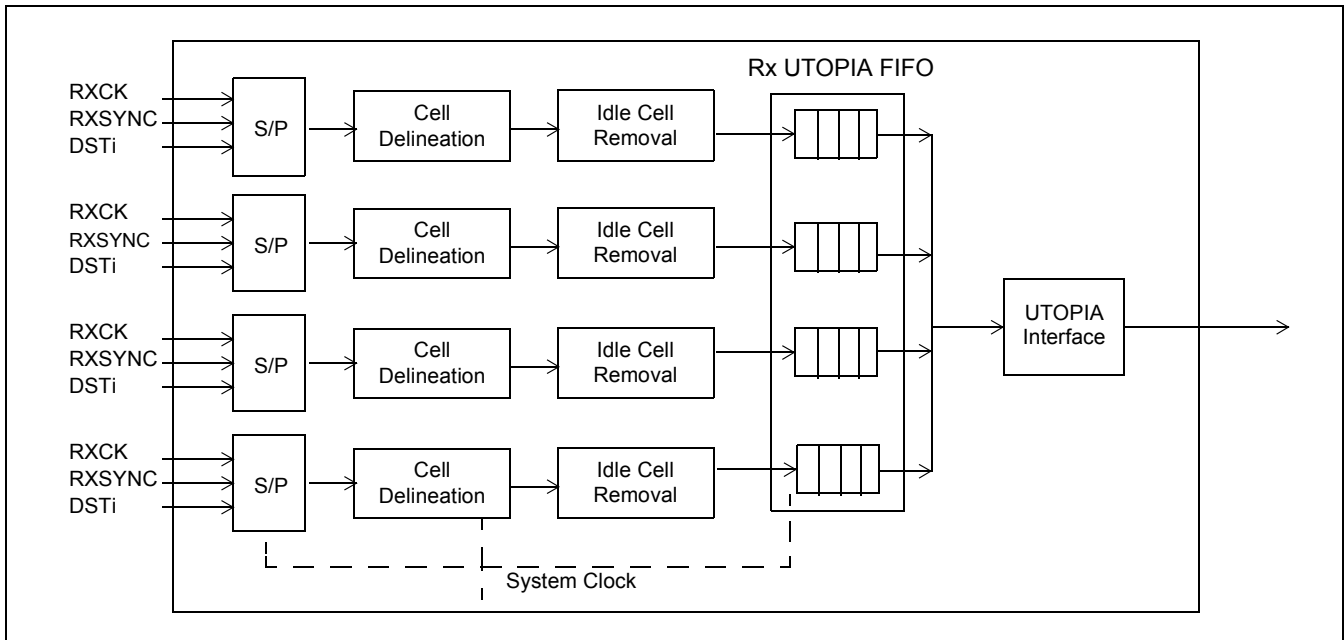 Rx UTOPIA FIFO
RXCK
RXSYNC
DSTi
S/P
Cell
Delineation
Idle Cell
Removal
RXCK
RXSYNC
DSTi
S/P
Cell
Delineation
Idle Cell
Removal
UTOPIA
Interface
RXCK
RXSYNC
DSTi
S/P
Cell
Delineation
Idle Cell
Removal
RXCK
RXSYNC
DSTi
S/P
Cell
Delineation
Idle Cell
Removal
System Clock